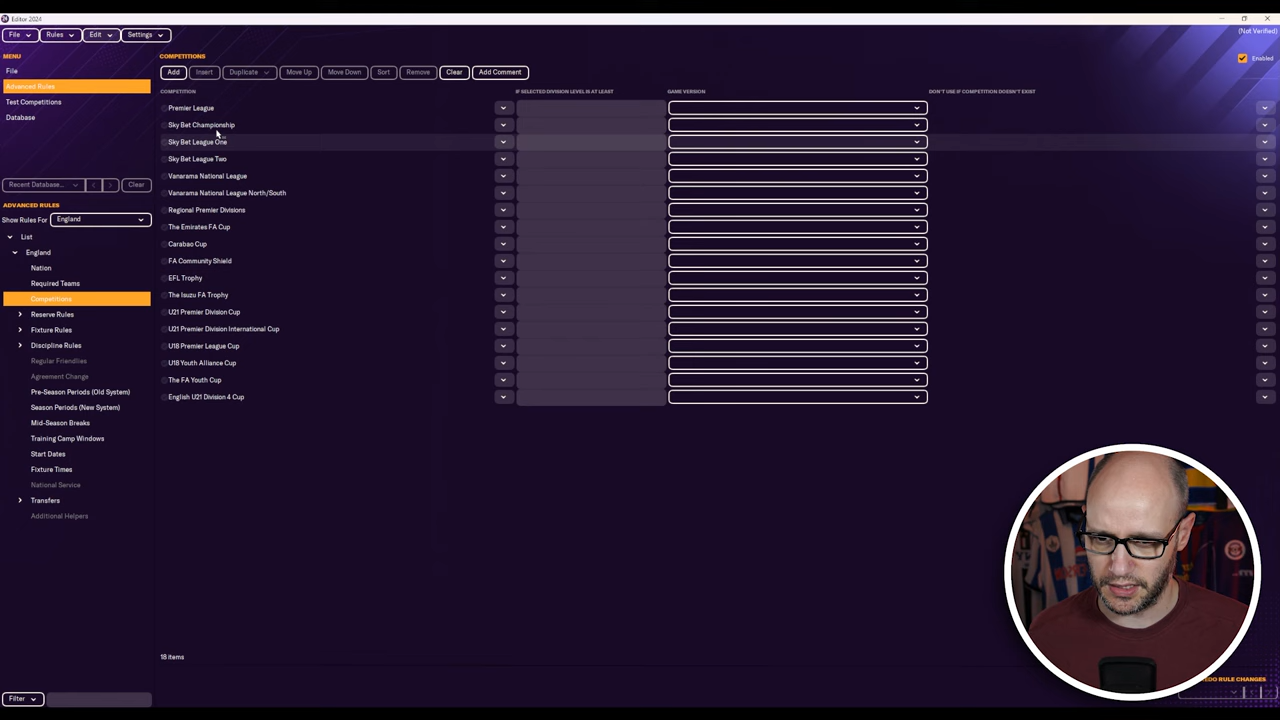 Editor 2024
File Rules Edit Settings
(Not Verified)
MENU
File
Advanced Rules
Test Competitions
Database
Recent Database... Clear
ADVANCED RULES
Show Rules For England
List
England
Nation
Required Teams
Competitions
Reserve Rules
Fixture Rules
Discipline Rules
Regular Friendlies
Agreement Change
Pre-Season Periods (Old System)
Season Periods (New System)
Mid-Season Breaks
Training Camp Windows
Start Dates
Fixture Times
National Service
Transfers
Additional Helpers
Filter
COMPETITIONS
Enabled
Add Insert Duplicate Move Up Move Down Sort Remove Clear Add Comment
COMPETITION IF SELECTED DIVISION LEVEL IS AT LEAST GAME VERSION DON'T USE IF COMPETITION DOESN'T EXIST
Premier League
Sky Bet Championship
Sky Bet League One
Sky Bet League Two
Vanarama National League
Vanarama National League North/South
Regional Premier Divisions
The Emirates FA Cup
Carabao Cup
FA Community Shield
EFL Trophy
The Isuzu FA Trophy
U21 Premier Division Cup
U21 Premier Division International Cup
U18 Premier League Cup
U18 Youth Alliance Cup
The FA Youth Cup
English U21 Division 4 Cup
18 items
EDO RULE CHANGES